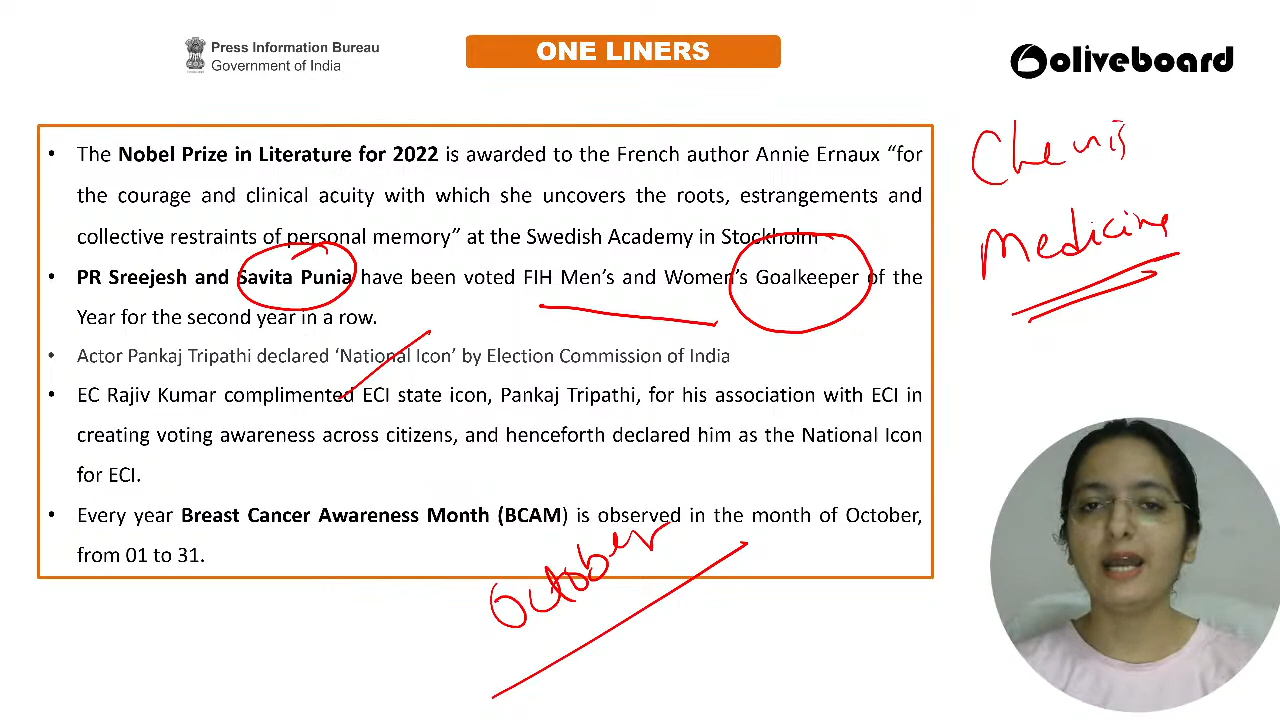 Press Information Bureau
Government of India
ONE LINERS
oliveboard
• The Nobel Prize in Literature for 2022 is awarded to the French author Annie Ernaux “for
the courage and clinical acuity with which she uncovers the roots, estrangements and
collective restraints of personal memory” at the Swedish Academy in Stockholm
• PR Sreejesh and Savita Punia have been voted FIH Men’s and Women’s Goalkeeper of the
Year for the second year in a row.
• Actor Pankaj Tripathi declared ‘National Icon’ by Election Commission of India
• EC Rajiv Kumar complimented ECI state icon, Pankaj Tripathi, for his association with ECI in
creating voting awareness across citizens, and henceforth declared him as the National Icon
for ECI.
• Every year Breast Cancer Awareness Month (BCAM) is observed in the month of October,
from 01 to 31.
October
Chemis
Medicine